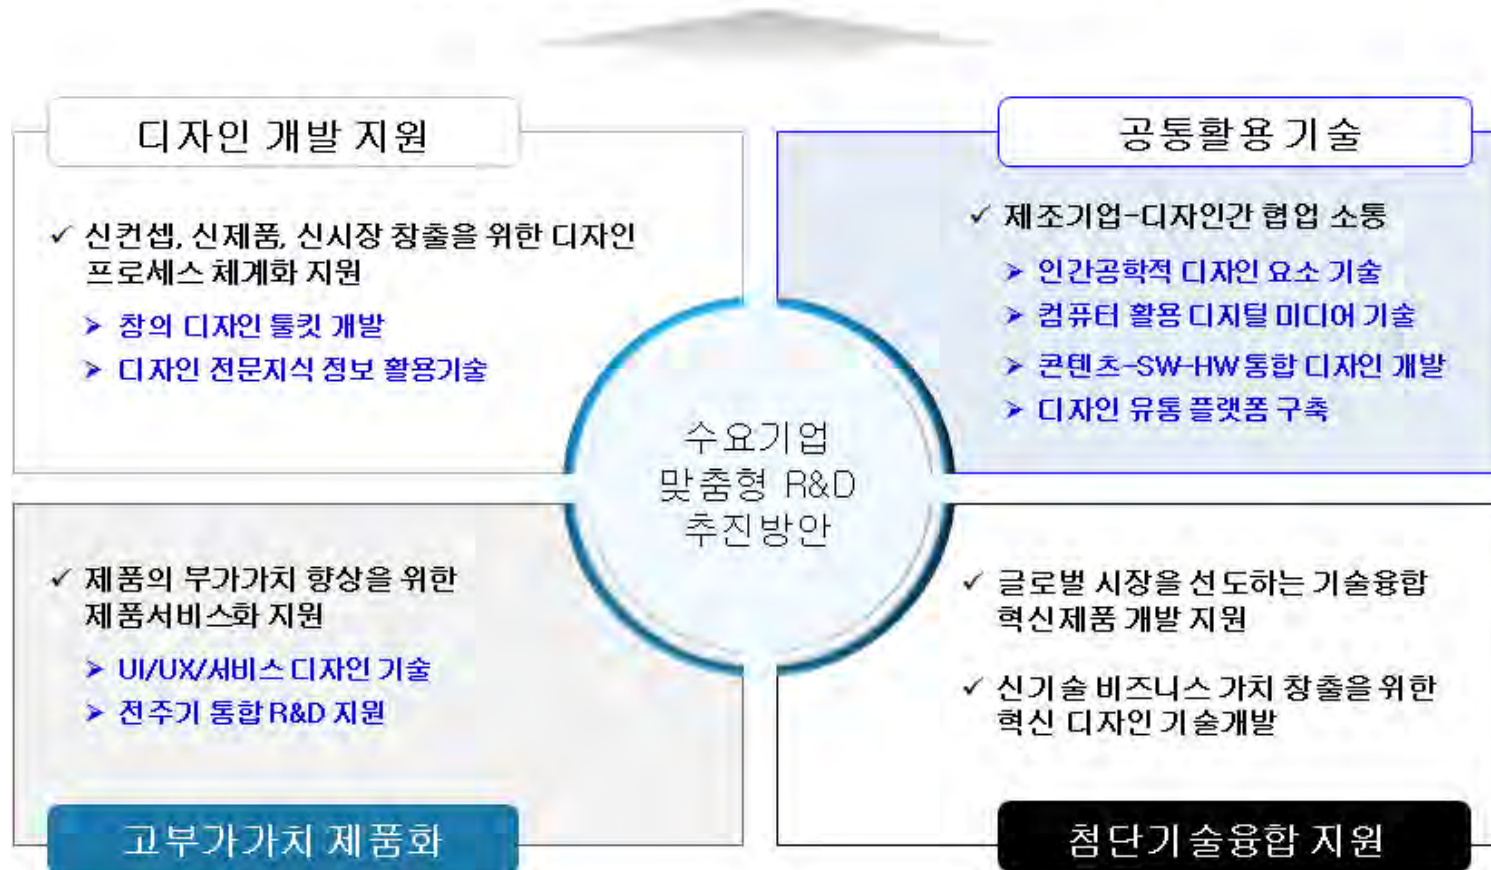 디자인 개발 지원
✓ 신컨셉, 신제품, 신시장 창출을 위한 디자인
프로세스 체계화 지원
➤ 창의 디자인 툴킷 개발
➤ 디자인 전문지식 정보 활용기술
공통활용 기술
✓ 제조기업-디자인간 협업 소통
➤ 인간공학적 디자인 요소 기술
➤ 컴퓨터 활용 디지털 미디어 기술
➤ 콘텐츠-SW-HW 통합 디자인 개발
➤ 디자인 유통 플랫폼 구축
수요기업
맞춤형 R&D
추진방안
✓ 제품의 부가가치 향상을 위한
제품서비스화 지원
➤ UI/UX/서비스 디자인 기술
➤ 전주기 통합 R&D 지원
고부가가치 제품화
✓ 글로벌 시장을 선도하는 기술융합
혁신제품 개발 지원
✓ 신기술 비즈니스 가치 창출을 위한
혁신 디자인 기술개발
첨단기술융합 지원